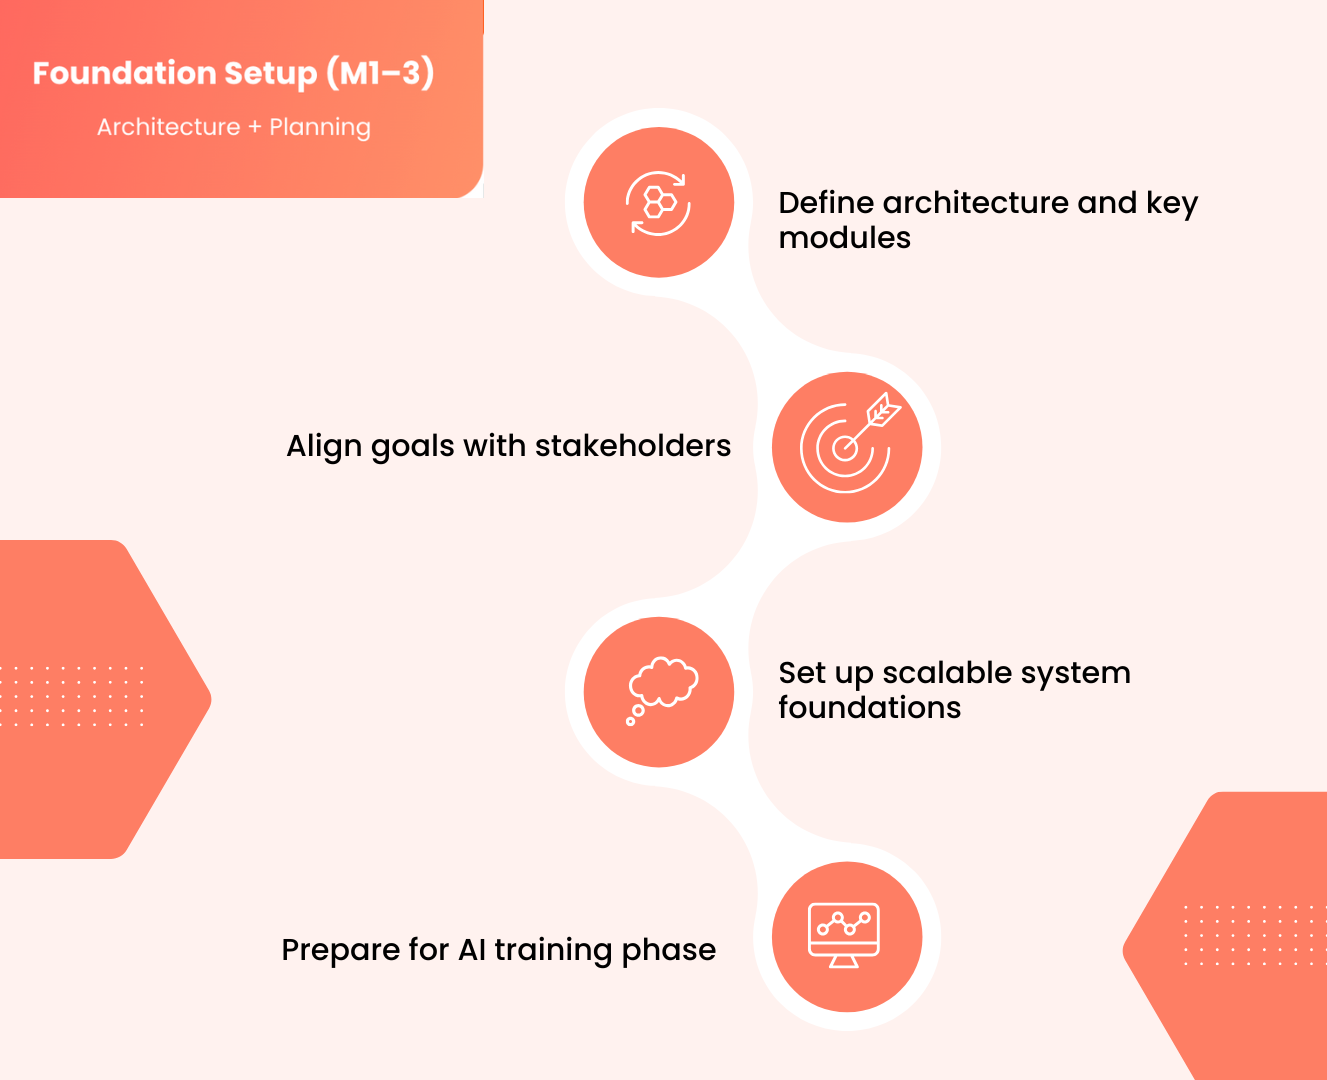 Foundation Setup (M1–3)
Architecture + Planning
Define architecture and key
modules
Align goals with stakeholders
Set up scalable system
foundations
Prepare for AI training phase